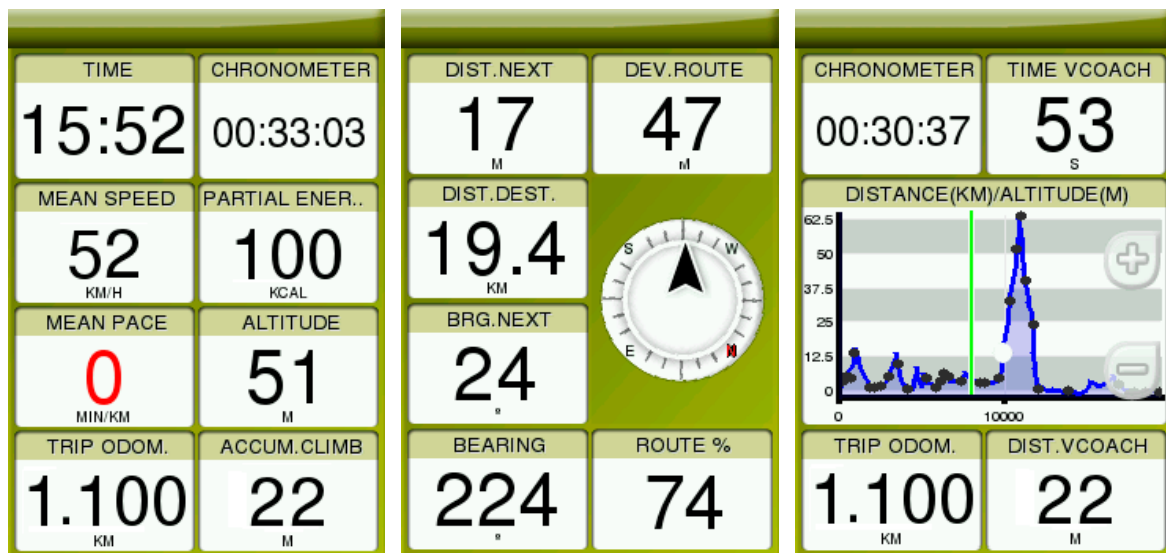 TIME CHRONOMETER
15:52 00:33:03
MEAN SPEED PARTIAL ENER..
52 100
KM/H KCAL
MEAN PACE ALTITUDE
0 51
MIN/KM M
TRIP ODOM. ACCUM.CLIMB
1.100 22
KM M
DIST.NEXT DEV.ROUTE
17 47
M M
DIST.DEST.
19.4
KM
S W
E N
BRG.NEXT
24
º
BEARING ROUTE %
224 74
º
CHRONOMETER TIME VCOACH
00:30:37 53
S
DISTANCE(KM)/ALTITUDE(M)
62.5
50
37.5
25
12.5
0
0 10000
TRIP ODOM. DIST.VCOACH
1.100 22
KM M